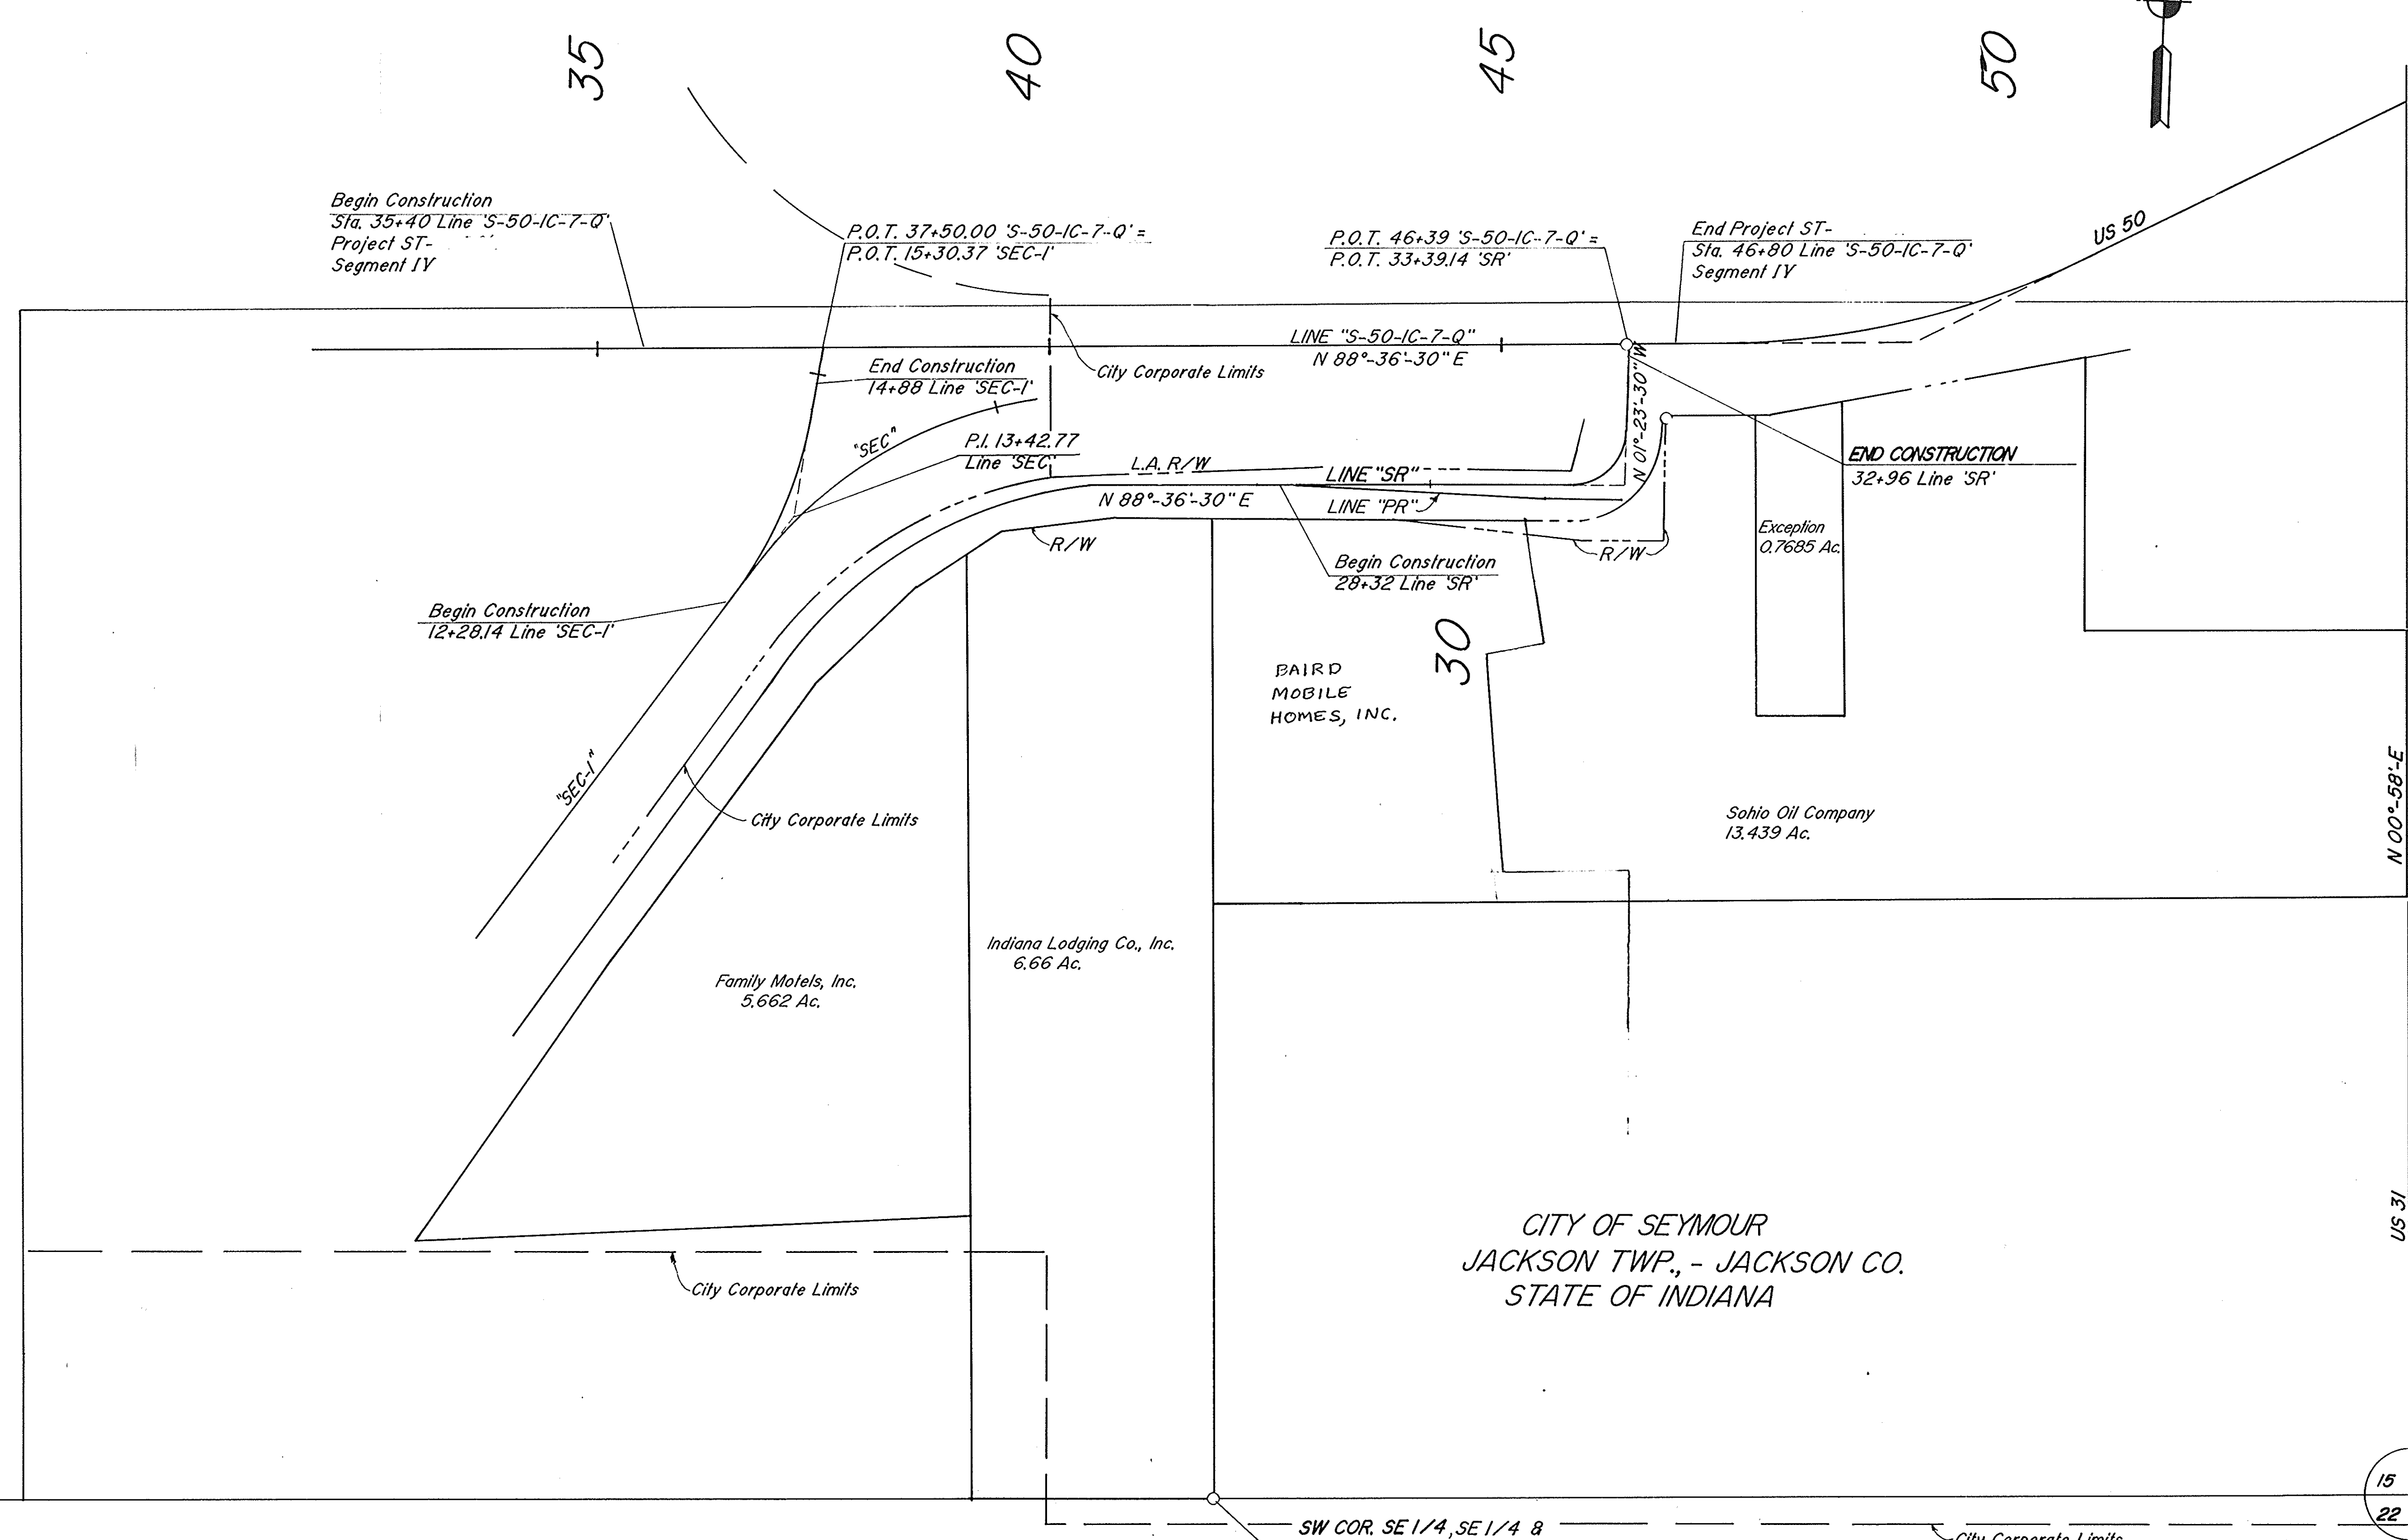 35
40
45
50
Begin Construction
Sta. 35+40 Line 'S-50-IC-7-Q'
Project ST-
Segment IV
P.O.T. 37+50.00 'S-50-IC-7-Q' =
P.O.T. 15+30.37 'SEC-1'
P.O.T. 46+39 'S-50-IC-7-Q' =
P.O.T. 33+39.14 'SR'
End Project ST-
Sta. 46+80 Line 'S-50-IC-7-Q'
Segment IV
US 50
LINE "S-50-IC-7-Q"
N 88°-36'-30" E
End Construction
14+88 Line 'SEC-1'
City Corporate Limits
N 01°-23'-30" W
"SEC"
P.I. 13+42.77
Line 'SEC'
L.A. R/W
LINE "SR"
N 88°-36'-30" E
LINE "PR"
END CONSTRUCTION
32+96 Line 'SR'
R/W
R/W
Exception
0.7685 Ac.
Begin Construction
28+32 Line 'SR'
Begin Construction
12+28.14 Line 'SEC-1'
30
BAIRD
MOBILE
HOMES, INC.
"SEC-1"
City Corporate Limits
Sohio Oil Company
13.439 Ac.
N 00°-58'-E
Indiana Lodging Co., Inc.
6.66 Ac.
Family Motels, Inc.
5.662 Ac.
US 31
CITY OF SEYMOUR
JACKSON TWP., - JACKSON CO.
STATE OF INDIANA
City Corporate Limits
15
22
SW COR. SE 1/4, SE 1/4 &
City Corporate Limits